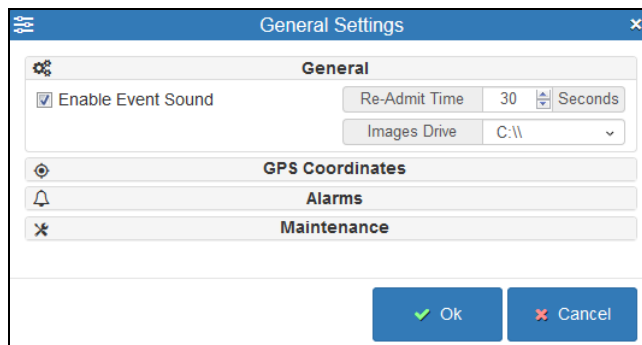 General Settings
General
Enable Event Sound
Re-Admit Time 30 Seconds
Images Drive C:\\
GPS Coordinates
Alarms
Maintenance
Ok Cancel